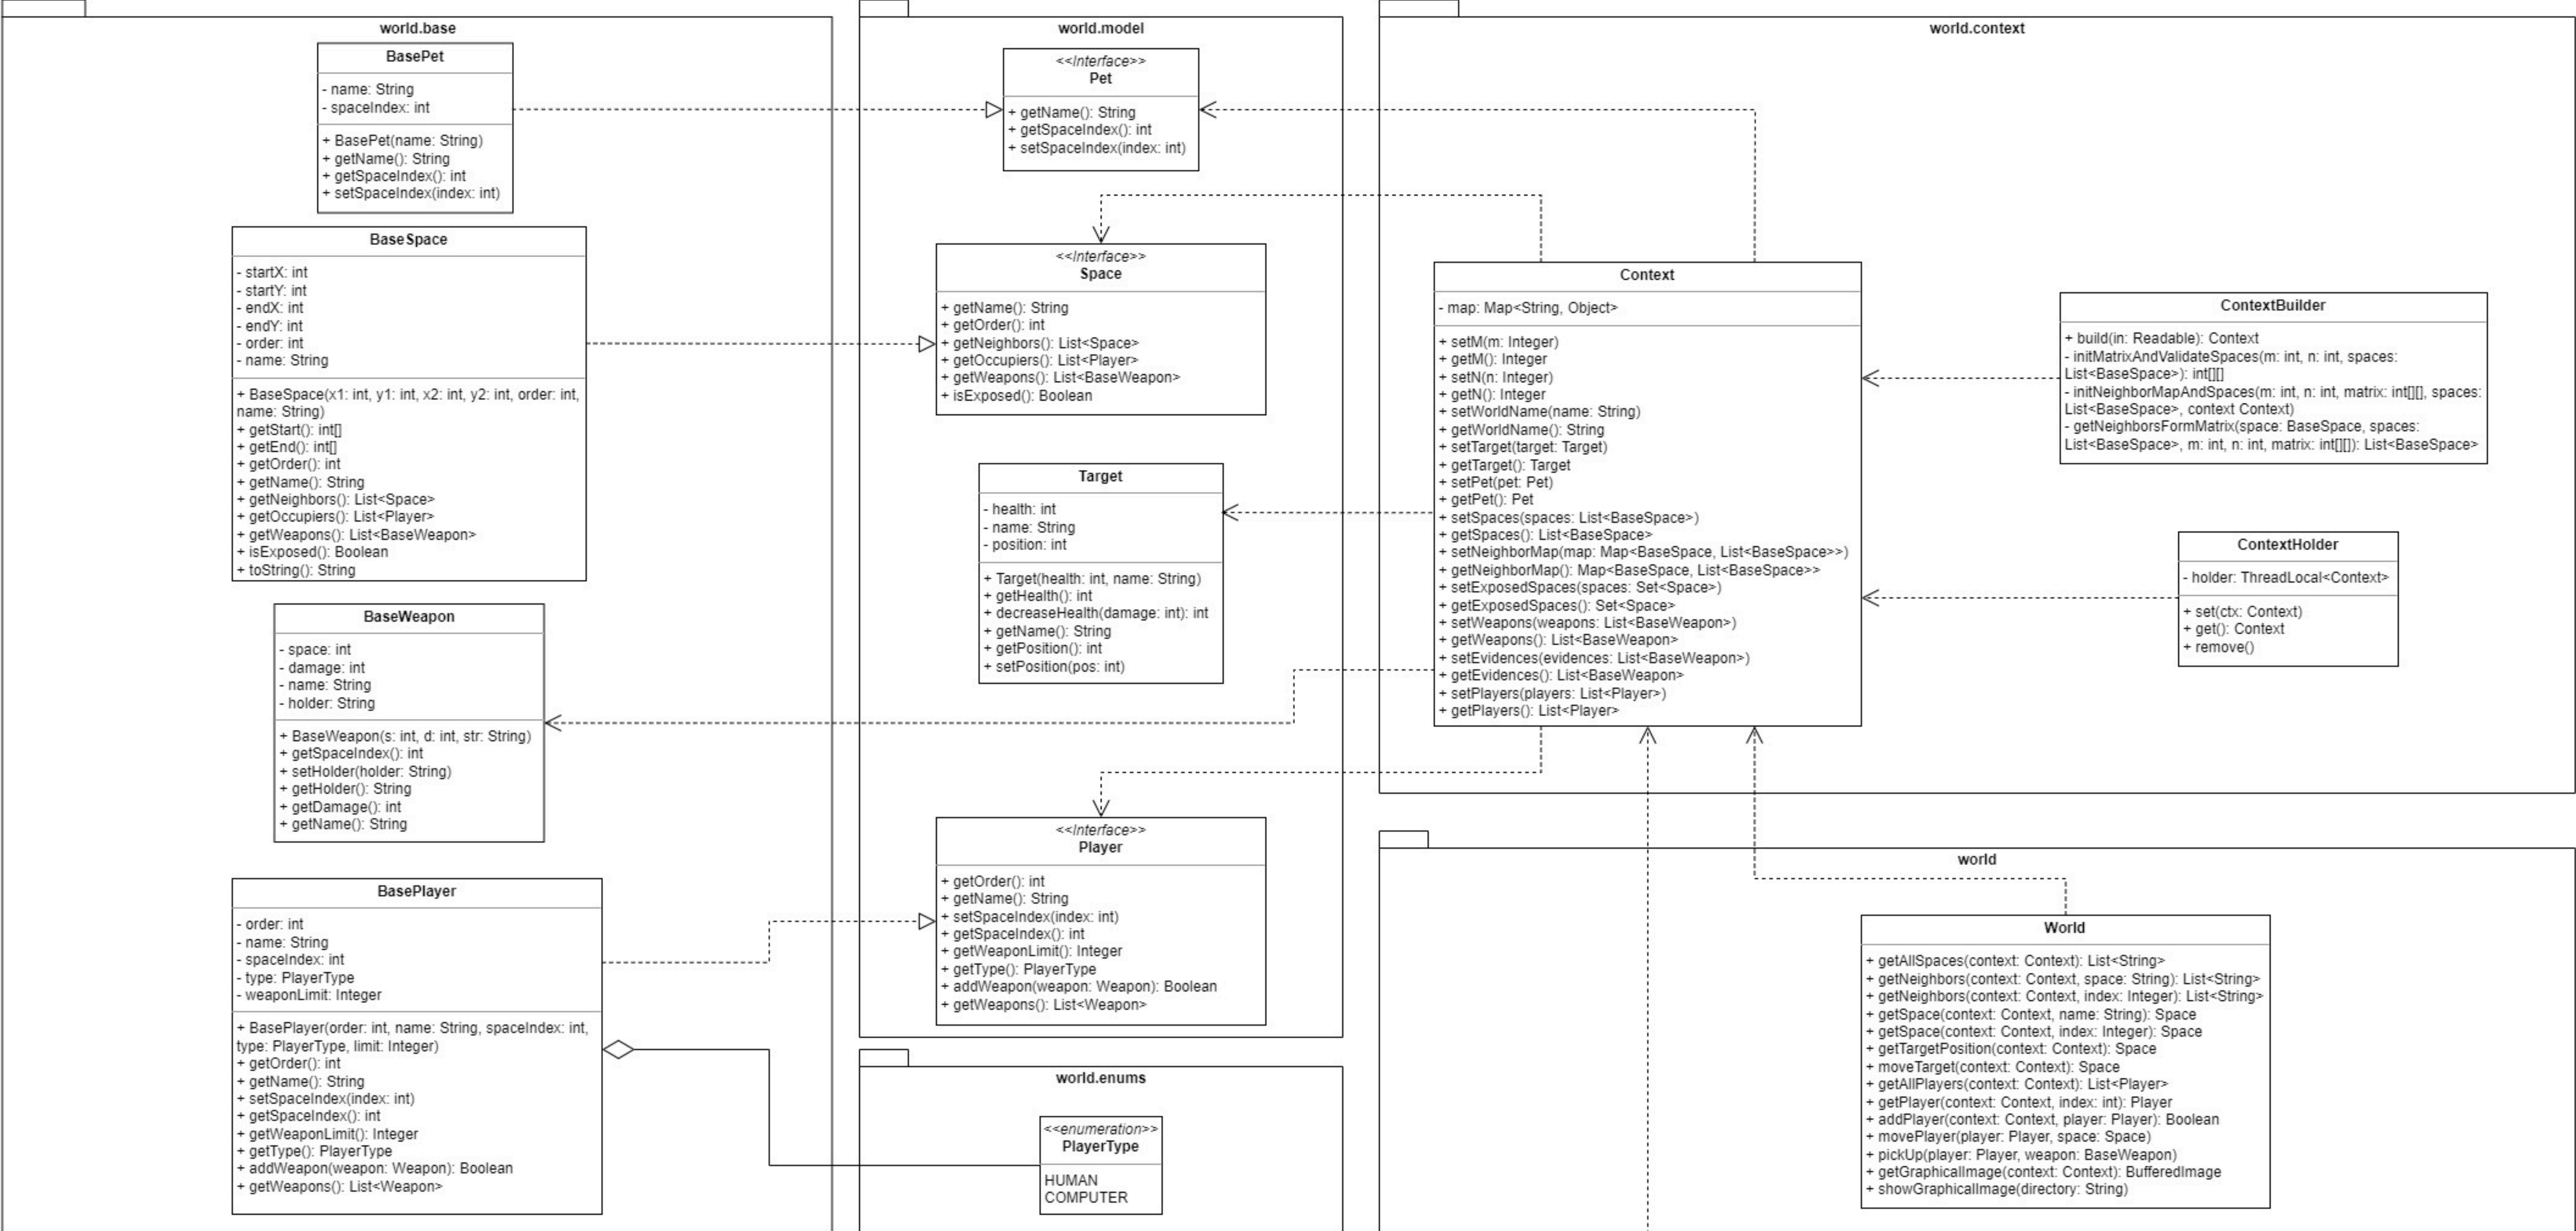 world.base
BasePet
- name: String
- spaceIndex: int
+ BasePet(name: String)
+ getName(): String
+ getSpaceIndex(): int
+ setSpaceIndex(index: int)
BaseSpace
- startX: int
- startY: int
- endX: int
- endY: int
- order: int
- name: String
+ BaseSpace(x1: int, y1: int, x2: int, y2: int, order: int,
name: String)
+ getStart(): int[]
+ getEnd(): int[]
+ getOrder(): int
+ getName(): String
+ getNeighbors(): List<Space>
+ getOccupiers(): List<Player>
+ getWeapons(): List<BaseWeapon>
+ isExposed(): Boolean
+ toString(): String
BaseWeapon
- space: int
- damage: int
- name: String
- holder: String
+ BaseWeapon(s: int, d: int, str: String)
+ getSpaceIndex(): int
+ setHolder(holder: String)
+ getHolder(): String
+ getDamage(): int
+ getName(): String
BasePlayer
- order: int
- name: String
- spaceIndex: int
- type: PlayerType
- weaponLimit: Integer
+ BasePlayer(order: int, name: String, spaceIndex: int,
type: PlayerType, limit: Integer)
+ getOrder(): int
+ getName(): String
+ setSpaceIndex(index: int)
+ getSpaceIndex(): int
+ getWeaponLimit(): Integer
+ getType(): PlayerType
+ addWeapon(weapon: Weapon): Boolean
+ getWeapons(): List<Weapon>
world.model
<<Interface>>
Pet
+ getName(): String
+ getSpaceIndex(): int
+ setSpaceIndex(index: int)
<<Interface>>
Space
+ getName(): String
+ getOrder(): int
+ getNeighbors(): List<Space>
+ getOccupiers(): List<Player>
+ getWeapons(): List<BaseWeapon>
+ isExposed(): Boolean
Target
- health: int
- name: String
- position: int
+ Target(health: int, name: String)
+ getHealth(): int
+ decreaseHealth(damage: int): int
+ getName(): String
+ getPosition(): int
+ setPosition(pos: int)
<<Interface>>
Player
+ getOrder(): int
+ getName(): String
+ setSpaceIndex(index: int)
+ getSpaceIndex(): int
+ getWeaponLimit(): Integer
+ getType(): PlayerType
+ addWeapon(weapon: Weapon): Boolean
+ getWeapons(): List<Weapon>
world.enums
<<enumeration>>
PlayerType
HUMAN
COMPUTER
world.context
Context
- map: Map<String, Object>
+ setM(m: Integer)
+ getM(): Integer
+ setN(n: Integer)
+ getN(): Integer
+ setWorldName(name: String)
+ getWorldName(): String
+ setTarget(target: Target)
+ getTarget(): Target
+ setPet(pet: Pet)
+ getPet(): Pet
+ setSpaces(spaces: List<BaseSpace>)
+ getSpaces(): List<BaseSpace>
+ setNeighborMap(map: Map<BaseSpace, List<BaseSpace>>)
+ getNeighborMap(): Map<BaseSpace, List<BaseSpace>>
+ setExposedSpaces(spaces: Set<Space>)
+ getExposedSpaces(): Set<Space>
+ setWeapons(weapons: List<BaseWeapon>)
+ getWeapons(): List<BaseWeapon>
+ setEvidences(evidences: List<BaseWeapon>)
+ getEvidences(): List<BaseWeapon>
+ setPlayers(players: List<Player>)
+ getPlayers(): List<Player>
ContextBuilder
+ build(in: Readable): Context
- initMatrixAndValidateSpaces(m: int, n: int, spaces:
List<BaseSpace>): int[][]
- initNeighborMapAndSpaces(m: int, n: int, matrix: int[][], spaces:
List<BaseSpace>, context Context)
- getNeighborsFormMatrix(space: BaseSpace, spaces:
List<BaseSpace>, m: int, n: int, matrix: int[][]): List<BaseSpace>
ContextHolder
- holder: ThreadLocal<Context>
+ set(ctx: Context)
+ get(): Context
+ remove()
world
World
+ getAllSpaces(context: Context): List<String>
+ getNeighbors(context: Context, space: String): List<String>
+ getNeighbors(context: Context, index: Integer): List<String>
+ getSpace(context: Context, name: String): Space
+ getSpace(context: Context, index: Integer): Space
+ getTargetPosition(context: Context): Space
+ moveTarget(context: Context): Space
+ getAllPlayers(context: Context): List<Player>
+ getPlayer(context: Context, index: int): Player
+ addPlayer(context: Context, player: Player): Boolean
+ movePlayer(player: Player, space: Space)
+ pickUp(player: Player, weapon: BaseWeapon)
+ getGraphicalImage(context: Context): BufferedImage
+ showGraphicalImage(directory: String)